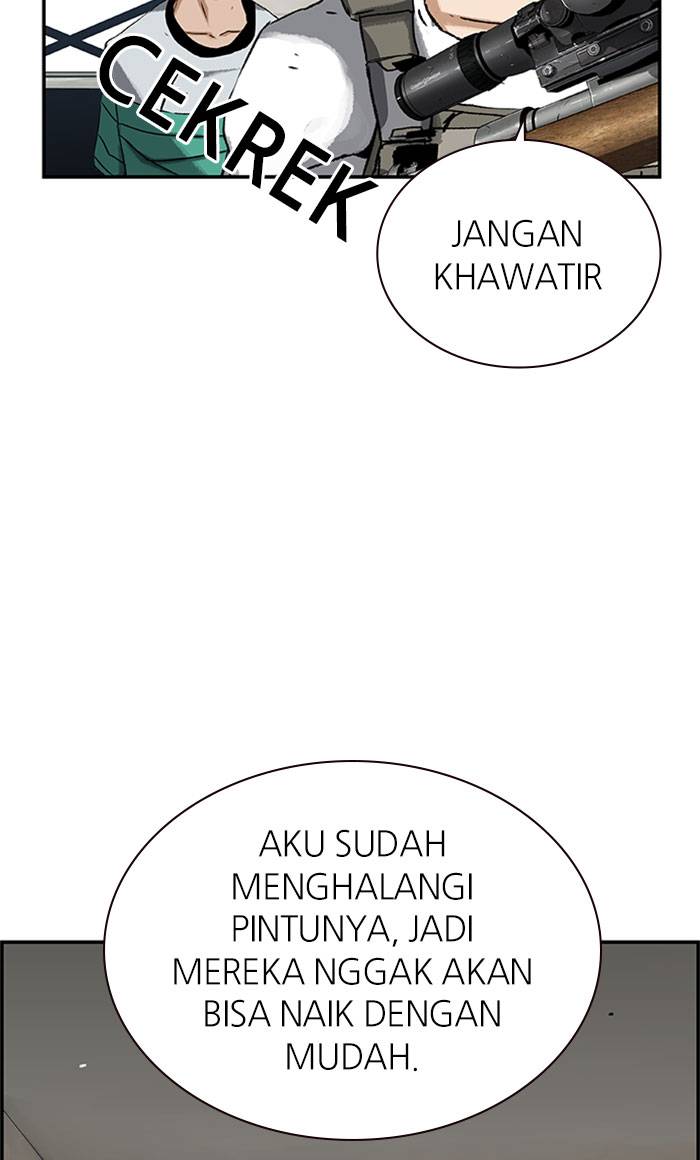 CEKREK
JANGAN
KHAWATIR
AKU SUDAH
MENGHALANGI
PINTUNYA, JADI
MEREKA NGGAK AKAN
BISA NAIK DENGAN
MUDAH.